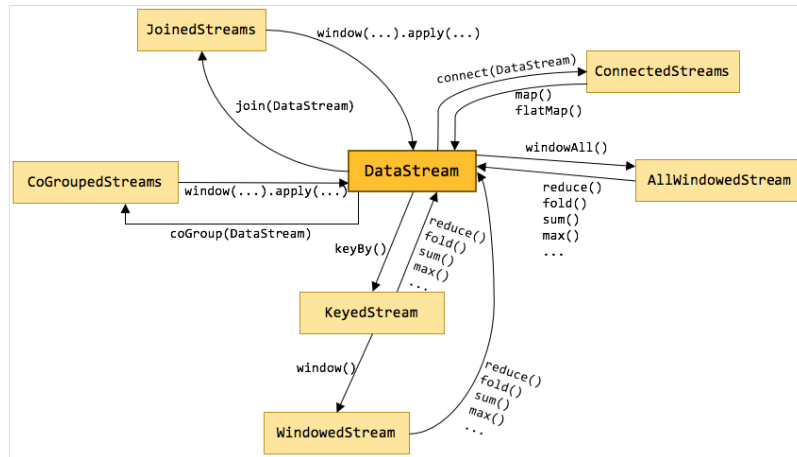 JoinedStreams
window(...).apply(...)
connect(DataStream)
ConnectedStreams
map()
flatMap()
join(DataStream)
windowAll()
DataStream
CoGroupedStreams
window(...).apply(...)
AllWindowedStream
reduce()
fold()
sum()
max()
...
coGroup(DataStream)
keyBy()
reduce()
fold()
sum()
max()
...
KeyedStream
window()
reduce()
fold()
sum()
max()
...
WindowedStream